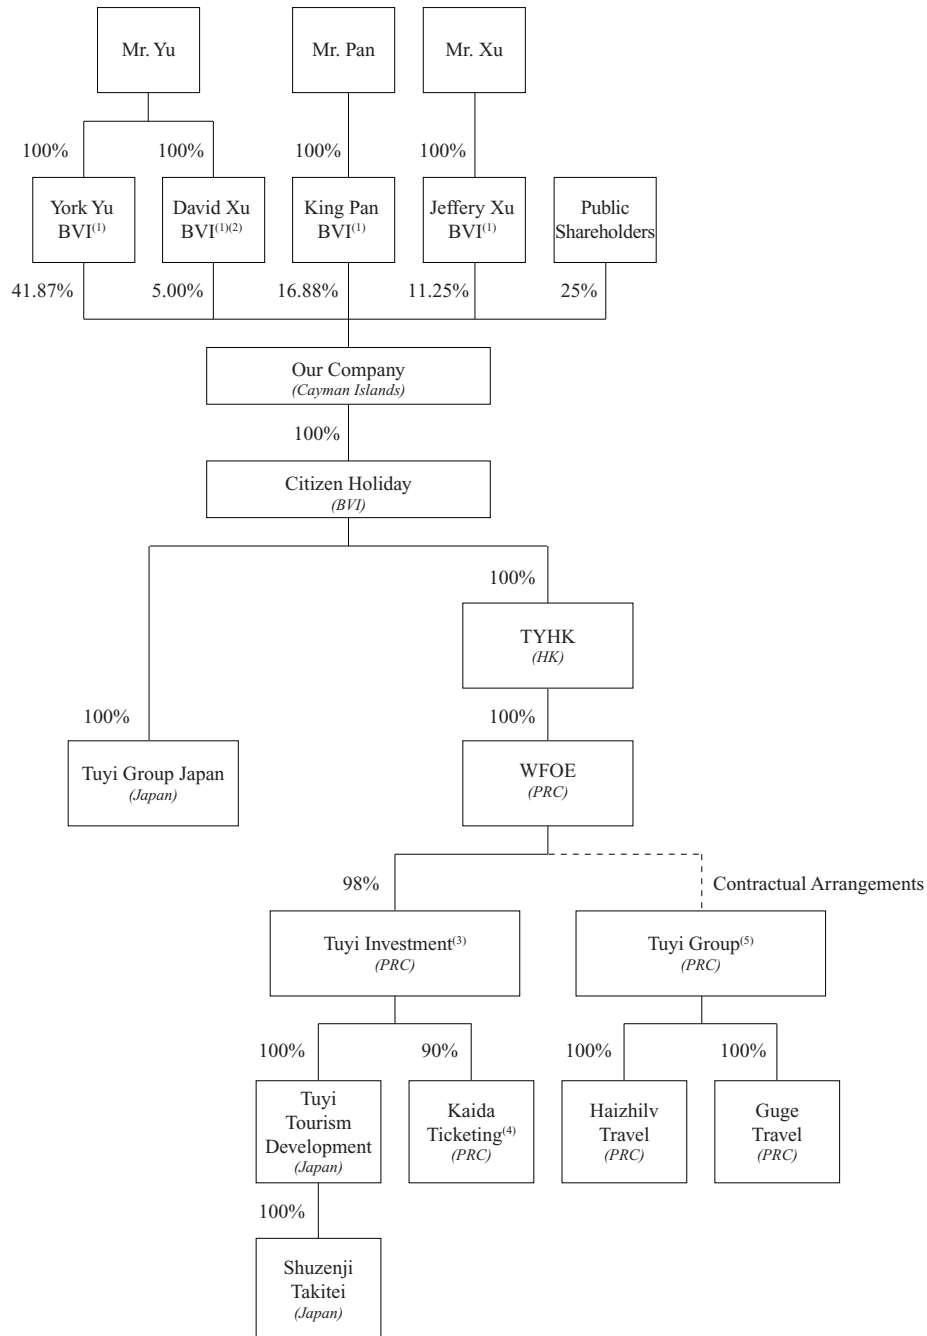 Mr. Yu
Mr. Pan
Mr. Xu
100%
100%
100%
100%
York Yu
BVI(1)
David Xu
BVI(1)(2)
King Pan
BVI(1)
Jeffery Xu
BVI(1)
Public
Shareholders
41.87%
5.00%
16.88%
11.25%
25%
Our Company
(Cayman Islands)
100%
Citizen Holiday
(BVI)
100%
TYHK
(HK)
100%
100%
Tuyi Group Japan
(Japan)
WFOE
(PRC)
98%
Contractual Arrangements
Tuyi Investment(3)
(PRC)
Tuyi Group(5)
(PRC)
100%
90%
100%
100%
Tuyi
Tourism
Development
(Japan)
Kaida
Ticketing(4)
(PRC)
Haizhilv
Travel
(PRC)
Guge
Travel
(PRC)
100%
Shuzenji
Takitei
(Japan)